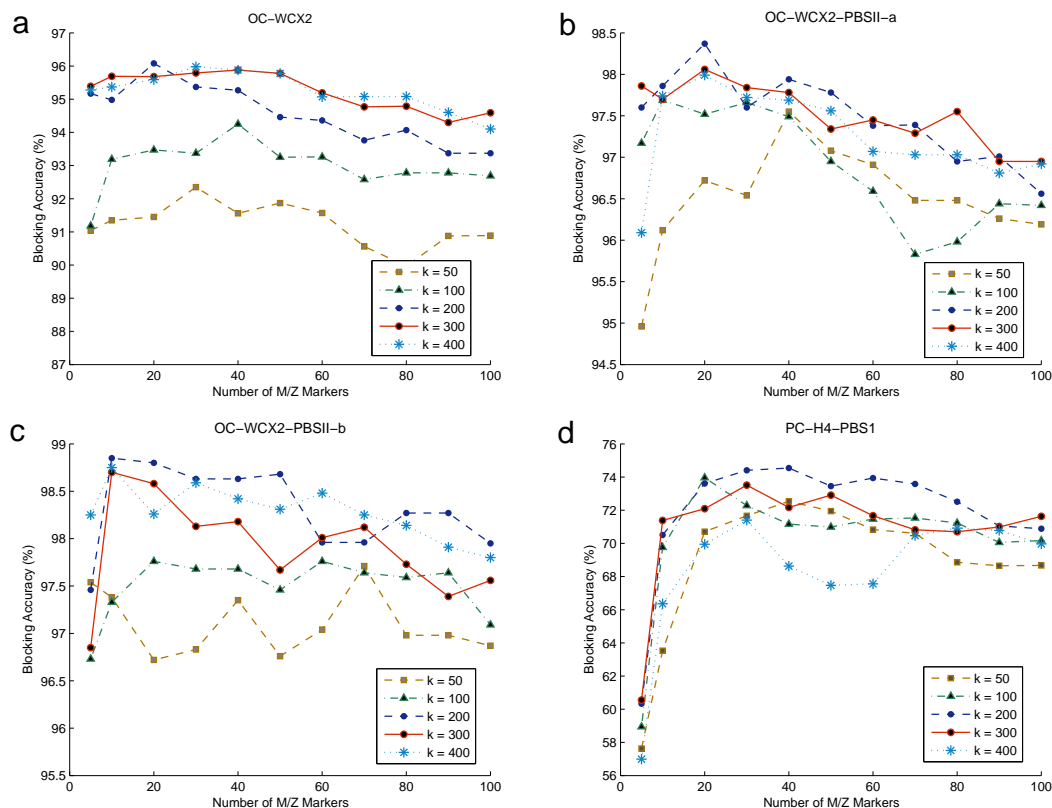 a
OC-WCX2
97
96
95
94
93
92
91
90
89
88
87
Blocking Accuracy (%)
0 20 40 60 80 100
Number of M/Z Markers
k = 50
k = 100
k = 200
k = 300
k = 400
b
OC-WCX2-PBSII-a
98.5
98
97.5
97
96.5
96
95.5
95
94.5
Blocking Accuracy (%)
0 20 40 60 80 100
Number of M/Z Markers
k = 50
k = 100
k = 200
k = 300
k = 400
c
OC-WCX2-PBSII-b
99
98.5
98
97.5
97
96.5
96
95.5
Blocking Accuracy (%)
0 20 40 60 80 100
Number of M/Z Markers
k = 50
k = 100
k = 200
k = 300
k = 400
d
PC-H4-PBS1
76
74
72
70
68
66
64
62
60
58
56
Blocking Accuracy (%)
0 20 40 60 80 100
Number of M/Z Markers
k = 50
k = 100
k = 200
k = 300
k = 400